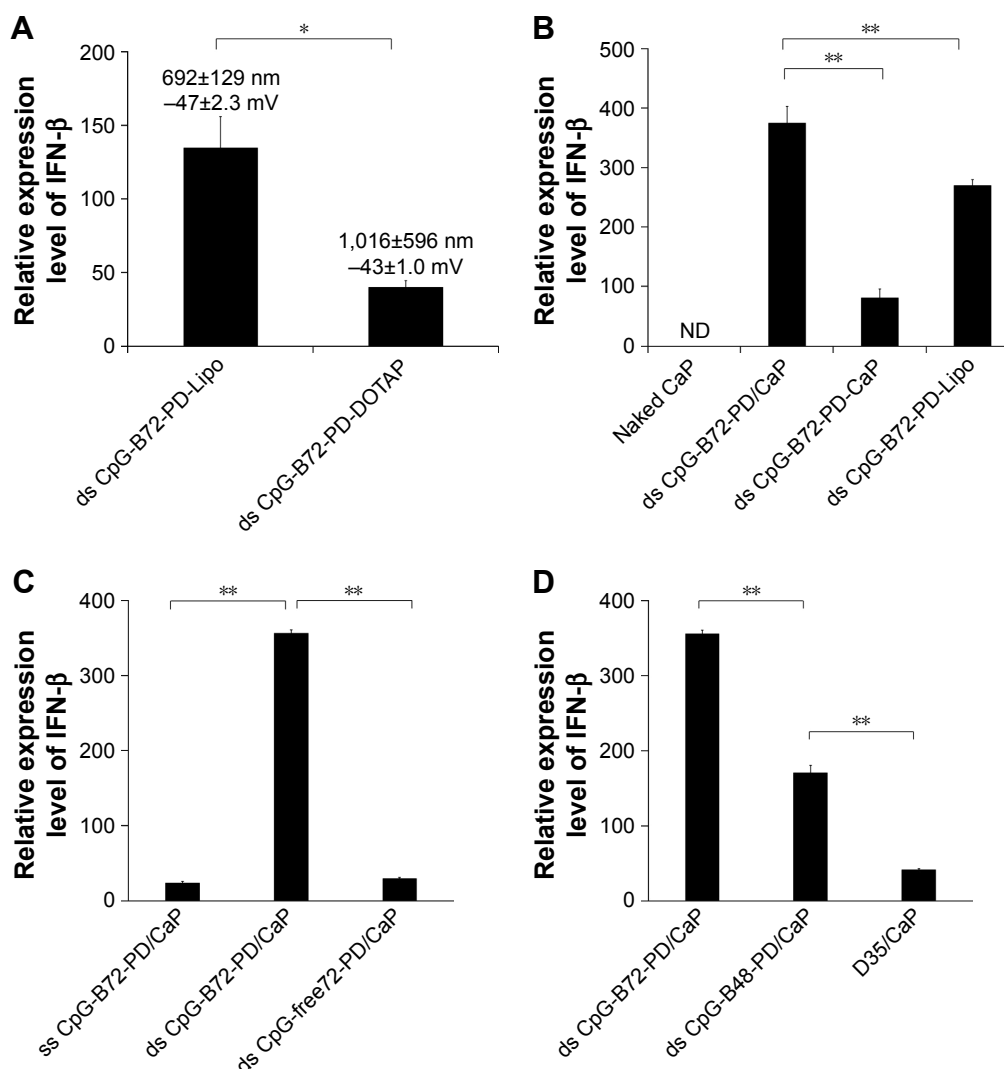 A
Relative expression
level of IFN-β
200
150
100
50
0
*
692±129 nm
–47±2.3 mV
1,016±596 nm
–43±1.0 mV
ds CpG-B72-PD-Lipo
ds CpG-B72-PD-DOTAP
B
Relative expression
level of IFN-β
500
400
300
200
100
0
**
**
ND
Naked CaP
ds CpG-B72-PD/CaP
ds CpG-B72-PD-CaP
ds CpG-B72-PD-Lipo
C
Relative expression
level of IFN-β
400
300
200
100
0
**
**
ss CpG-B72-PD/CaP
ds CpG-B72-PD/CaP
ds CpG-free72-PD/CaP
D
Relative expression
level of IFN-β
400
300
200
100
0
**
**
ds CpG-B72-PD/CaP
ds CpG-B48-PD/CaP
D35/CaP